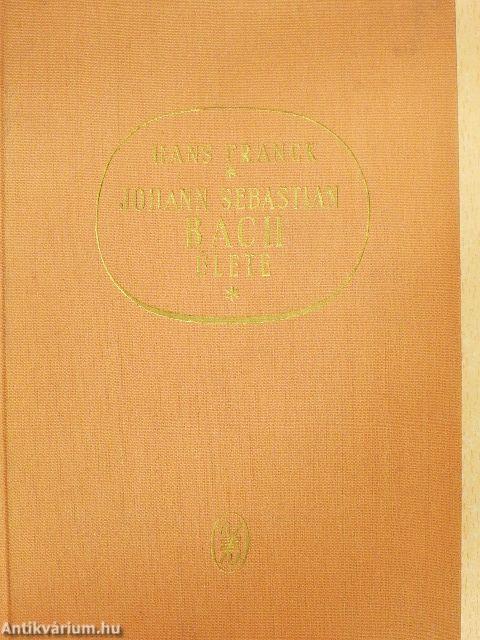 HANS FRANCK
*
JOHANN SEBASTIAN
BACH
ÉLETE
*
Antikvárium.hu